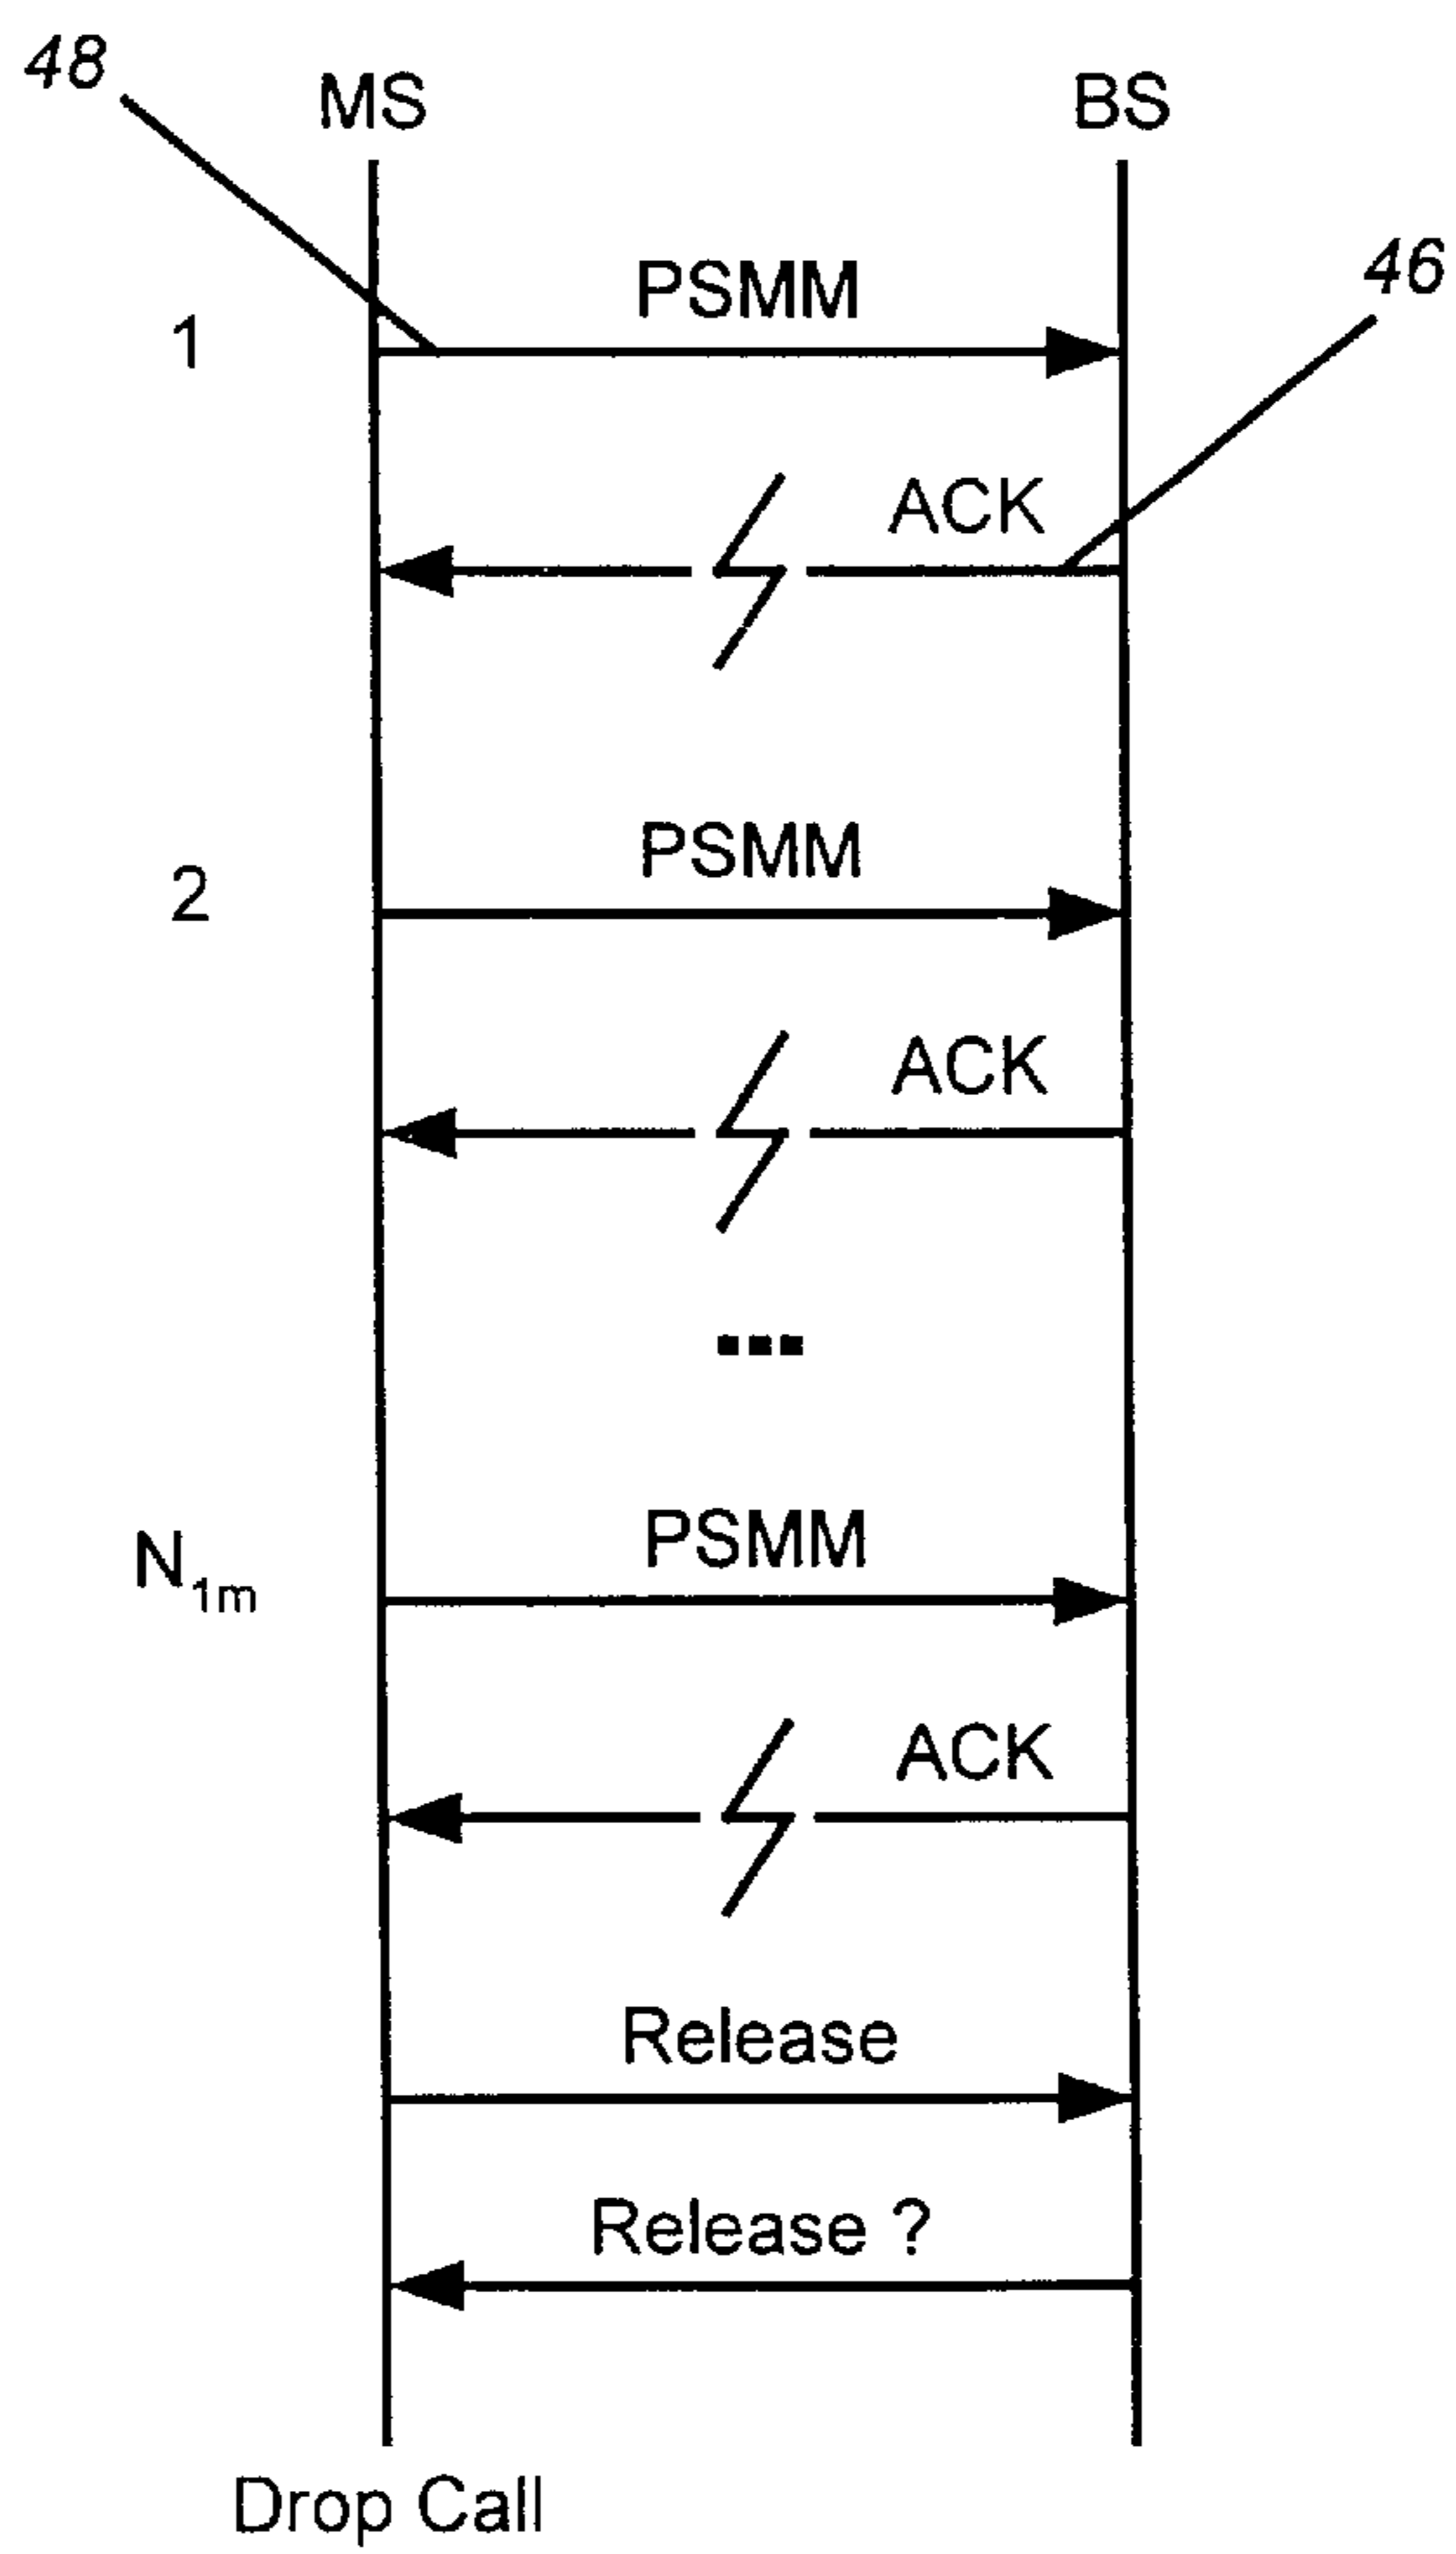 48
MS
BS
46
PSMM
1
ACK
PSMM
2
ACK
...
PSMM
N1m
ACK
Release
Release ?
Drop Call